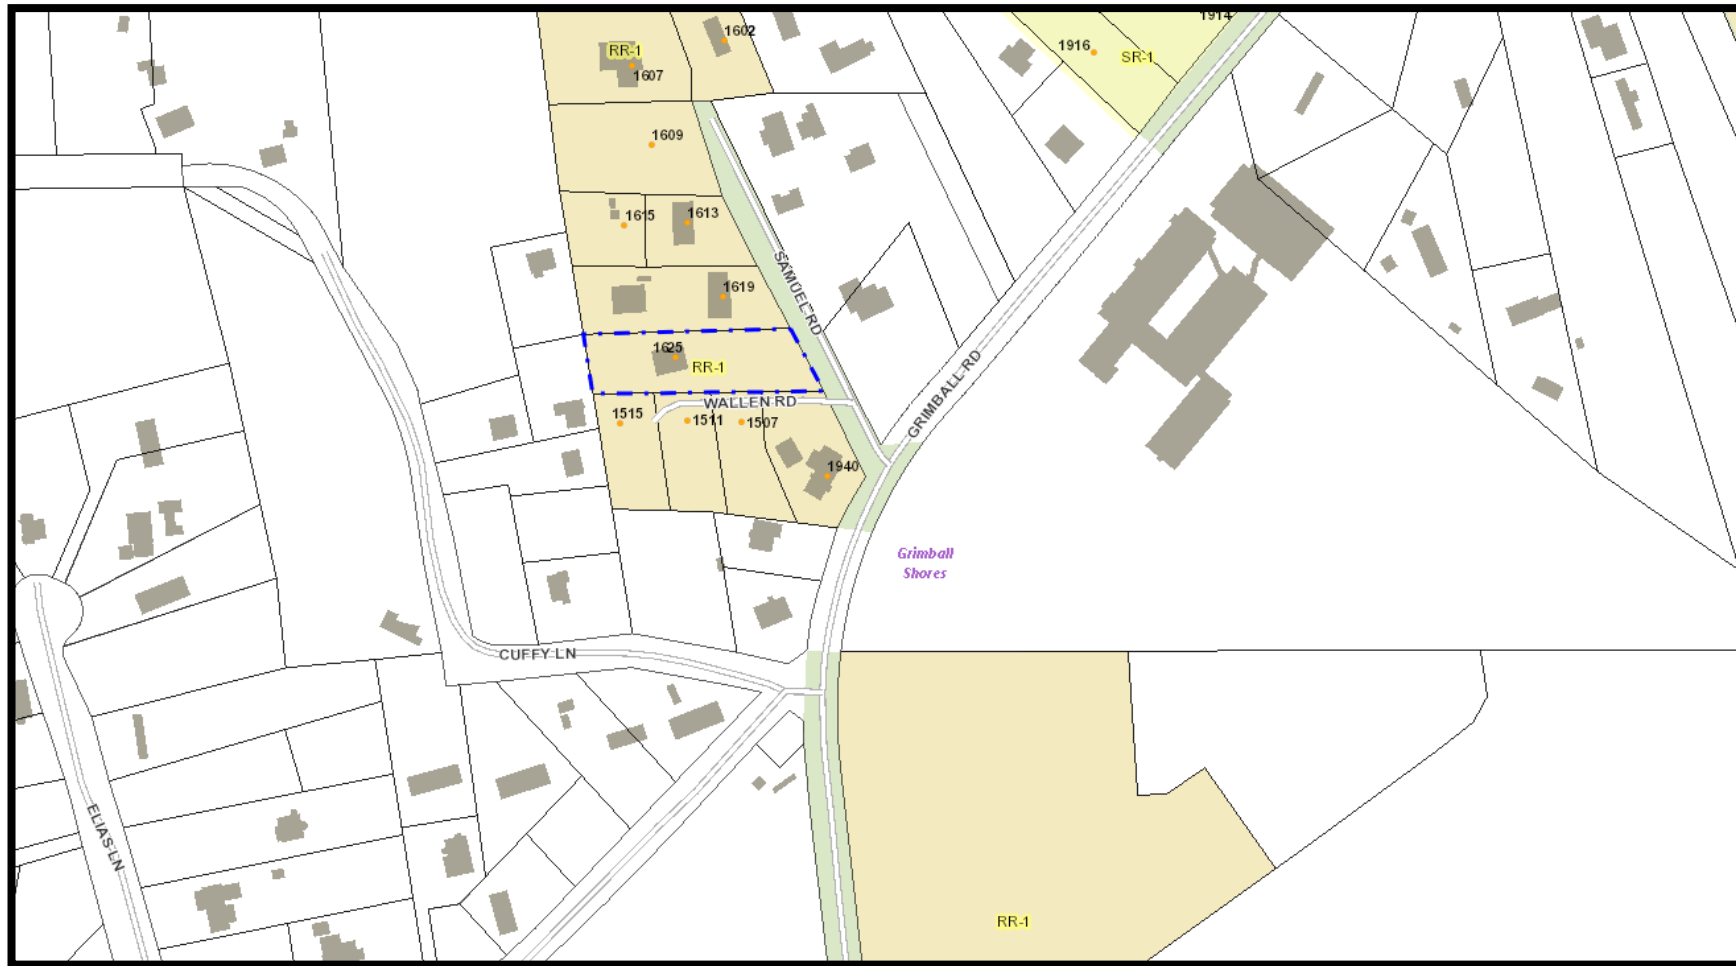 1914
1602
1916
SR-1
RR-1
1607
1609
1615
1613
SAMUEL RD
1619
1625
RR-1
GRIMBALL RD
WALLEN RD
1515
1511
1507
1940
Grimball
Shores
CUFFY LN
ELIAS LN
RR-1